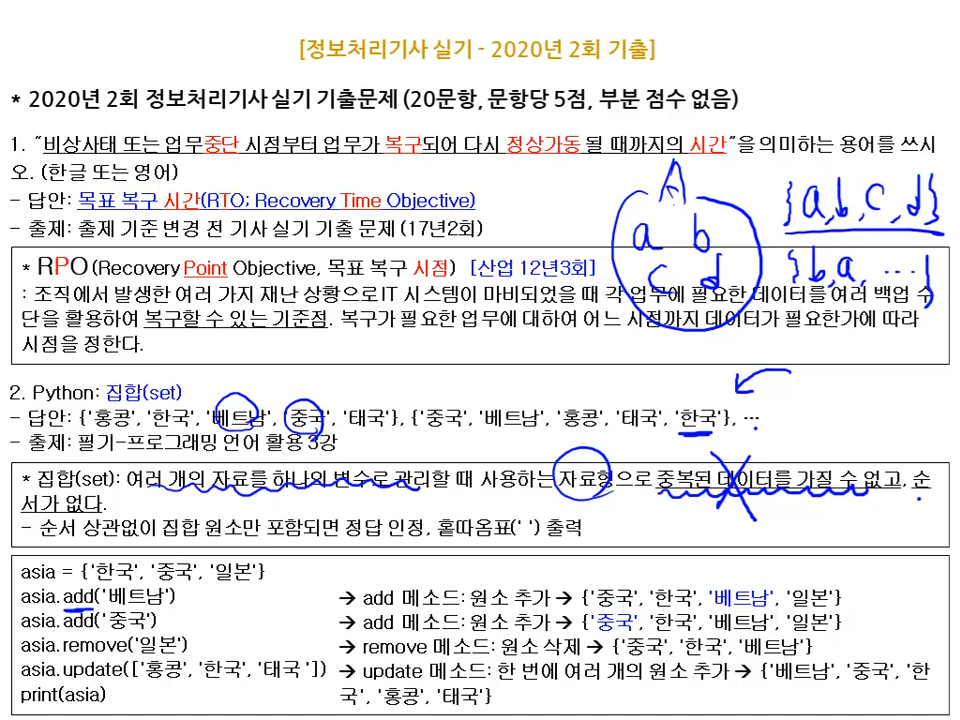 [정보처리기사 실기 - 2020년 2회 기출]
* 2020년 2회 정보처리기사 실기 기출문제 (20문항, 문항당 5점, 부분 점수 없음)
1. “비상사태 또는 업무중단 시점부터 업무가 복구되어 다시 정상가동 될 때까지의 시간”을 의미하는 용어를 쓰시
오. (한글 또는 영어)
- 답안: 목표 복구 시간(RTO; Recovery Time Objective)
- 출제: 출제 기준 변경 전 기사 실기 기출 문제 (17년2회)
A
a b
c d
{a, b, c, d}
{b, a, ...}
* RPO (Recovery Point Objective, 목표 복구 시점) [산업 12년3회]
: 조직에서 발생한 여러 가지 재난 상황으로 IT 시스템이 마비되었을 때 각 업무에 필요한 데이터를 여러 백업 수
단을 활용하여 복구할 수 있는 기준점. 복구가 필요한 업무에 대하여 어느 시점까지 데이터가 필요한가에 따라
시점을 정한다.
2. Python: 집합(set)
- 답안: {'홍콩', '한국', '베트남', '중국', '태국'}, {'중국', '베트남', '홍콩', '태국', '한국'}, …
- 출제: 필기-프로그래밍 언어 활용 3강
* 집합(set): 여러 개의 자료를 하나의 변수로 관리할 때 사용하는 자료형으로 중복된 데이터를 가질 수 없고, 순
서가 없다.
- 순서 상관없이 집합 원소만 포함되면 정답 인정, 홑따옴표(' ') 출력
asia = {'한국', '중국', '일본'}
asia.add('베트남') → add 메소드: 원소 추가 → {'중국', '한국', '베트남', '일본'}
asia.add('중국') → add 메소드: 원소 추가 → {'중국', '한국', '베트남', '일본'}
asia.remove('일본') → remove 메소드: 원소 삭제 → {'중국', '한국', '베트남'}
asia.update(['홍콩', '한국', '태국']) → update 메소드: 한 번에 여러 개의 원소 추가 → {'베트남', '중국', '한
print(asia) 국', '홍콩', '태국'}